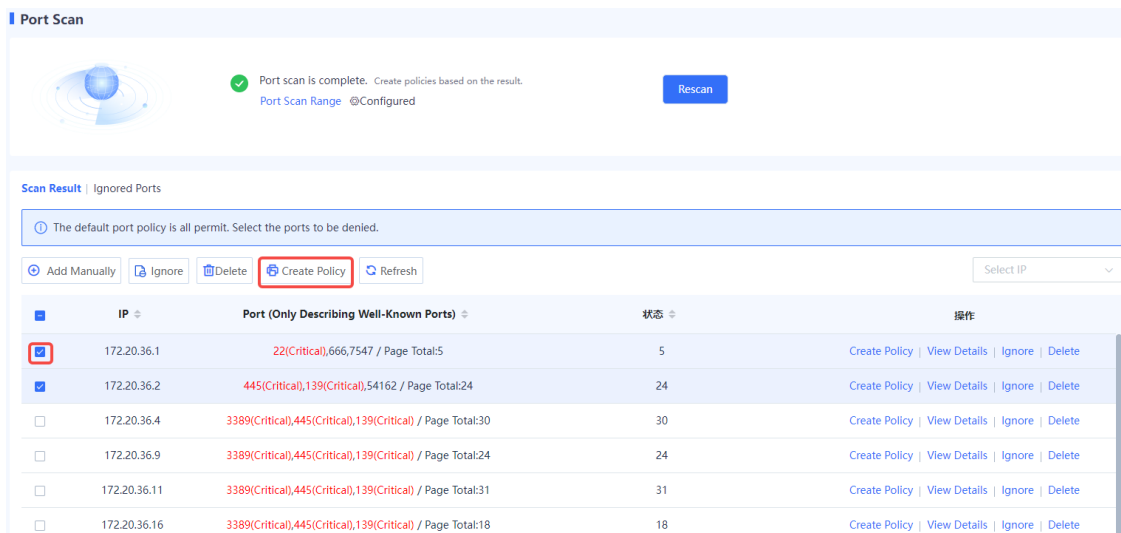 Port Scan
Port scan is complete. Create policies based on the result.
Port Scan Range Configured
Rescan
Scan Result | Ignored Ports
The default port policy is all permit. Select the ports to be denied.
Add Manually Ignore Delete Create Policy Refresh Select IP
IP Port (Only Describing Well-Known Ports) 状态 操作
172.20.36.1 22(Critical),666,7547 / Page Total:5 5 Create Policy | View Details | Ignore | Delete
172.20.36.2 445(Critical),139(Critical),54162 / Page Total:24 24 Create Policy | View Details | Ignore | Delete
172.20.36.4 3389(Critical),445(Critical),139(Critical) / Page Total:30 30 Create Policy | View Details | Ignore | Delete
172.20.36.9 3389(Critical),445(Critical),139(Critical) / Page Total:24 24 Create Policy | View Details | Ignore | Delete
172.20.36.11 3389(Critical),445(Critical),139(Critical) / Page Total:31 31 Create Policy | View Details | Ignore | Delete
172.20.36.16 3389(Critical),445(Critical),139(Critical) / Page Total:18 18 Create Policy | View Details | Ignore | Delete